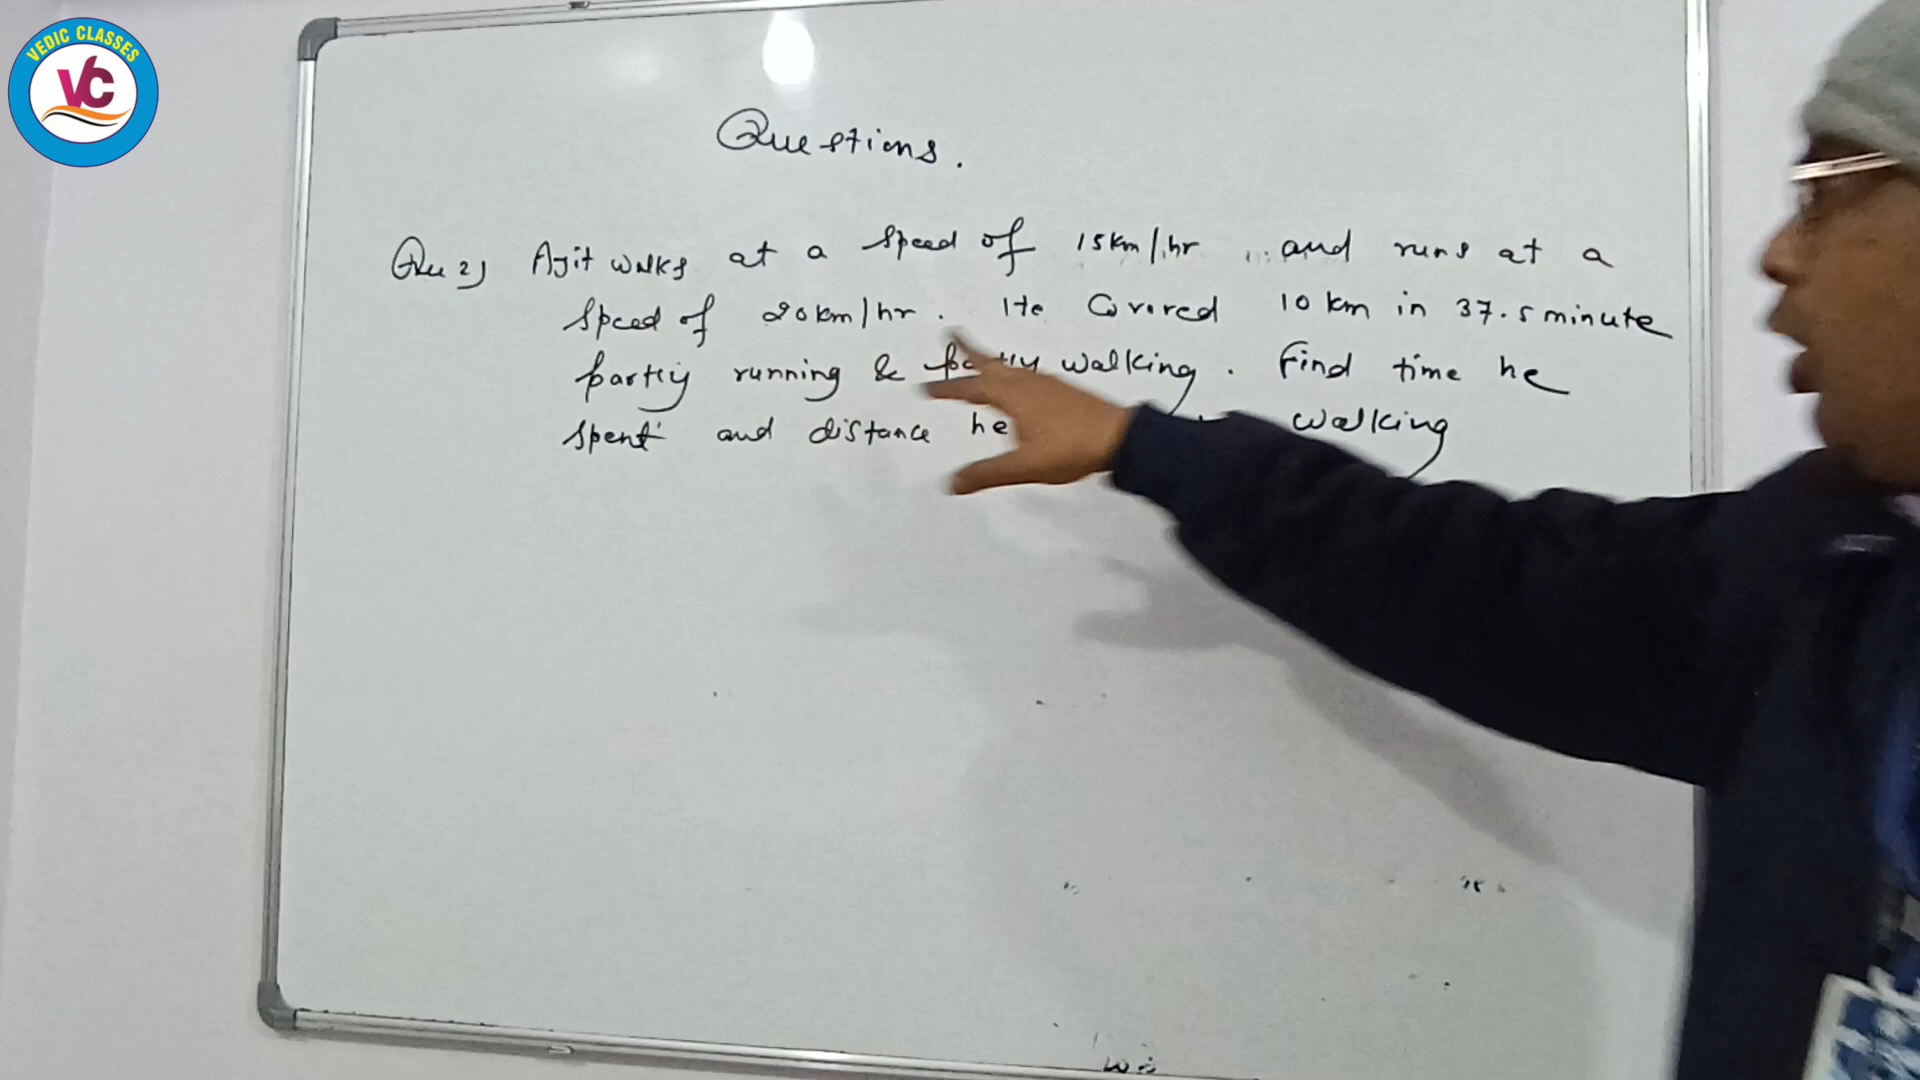 VEDIC CLASSES
VC
Questions.
Que 2) Ajit walks at a speed of 15km/hr and runs at a
speed of 20km/hr. He Covered 10 km in 37.5 minute
partly running & partly walking. Find time he
spent and distance he walking